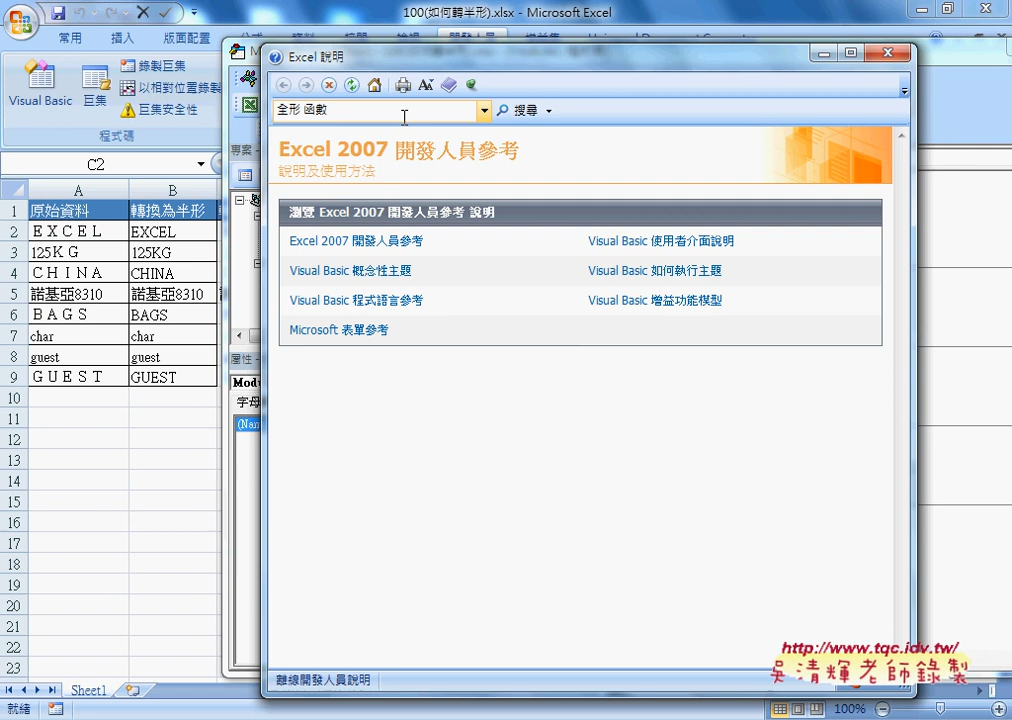 100(如何轉半形).xlsx - Microsoft Excel
常用 插入 版面配置
Visual Basic 巨集 錄製巨集
以相對位置錄製
巨集安全性
程式碼
C2
A B
1 原始資料 轉換為半形
2 ＥＸＣＥＬ EXCEL
3 125ＫＧ 125KG
4 ＣＨＩＮＡ CHINA
5 諾基亞8310 諾基亞8310
6 ＢＡＧＳ BAGS
7 char char
8 guest guest
9 ＧＵＥＳＴ GUEST
10
11
12
13
14
15
16
17
18
19
20
21
22
23
Sheet1
就緒
100%
專案 -
屬性 -
Modu
字母
(Nam
Excel 說明
全形 函數
搜尋
Excel 2007 開發人員參考
說明及使用方法
瀏覽 Excel 2007 開發人員參考 說明
Excel 2007 開發人員參考 Visual Basic 使用者介面說明
Visual Basic 概念性主題 Visual Basic 如何執行主題
Visual Basic 程式語言參考 Visual Basic 增益功能模型
Microsoft 表單參考
離線開發人員說明
http://www.tqc.idv.tw/
吳清輝老師錄製